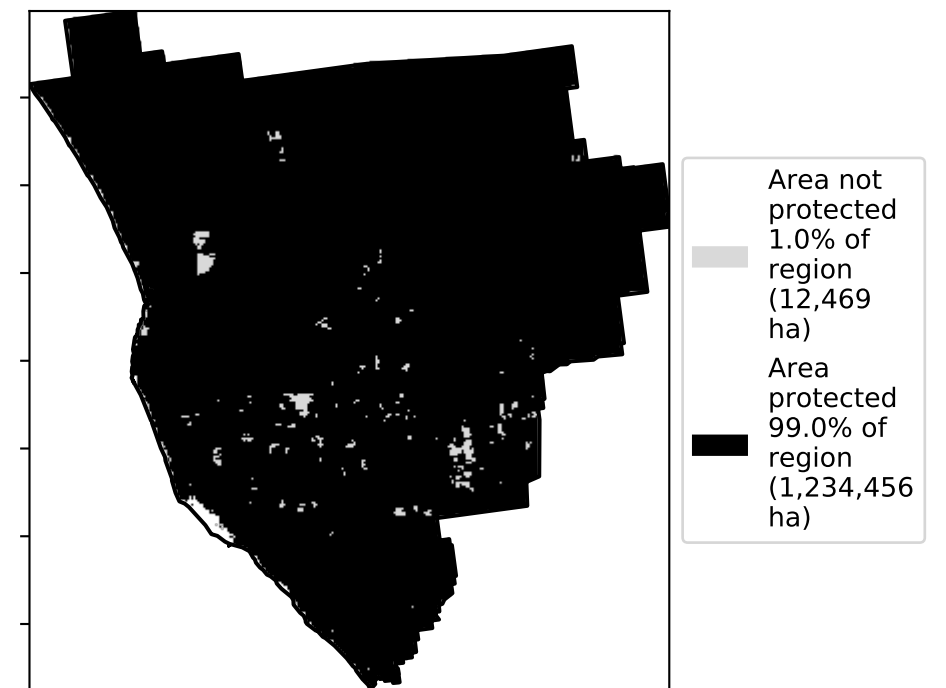 Area not
protected
1.0% of
region
(12,469
ha)
Area
protected
99.0% of
region
(1,234,456
ha)